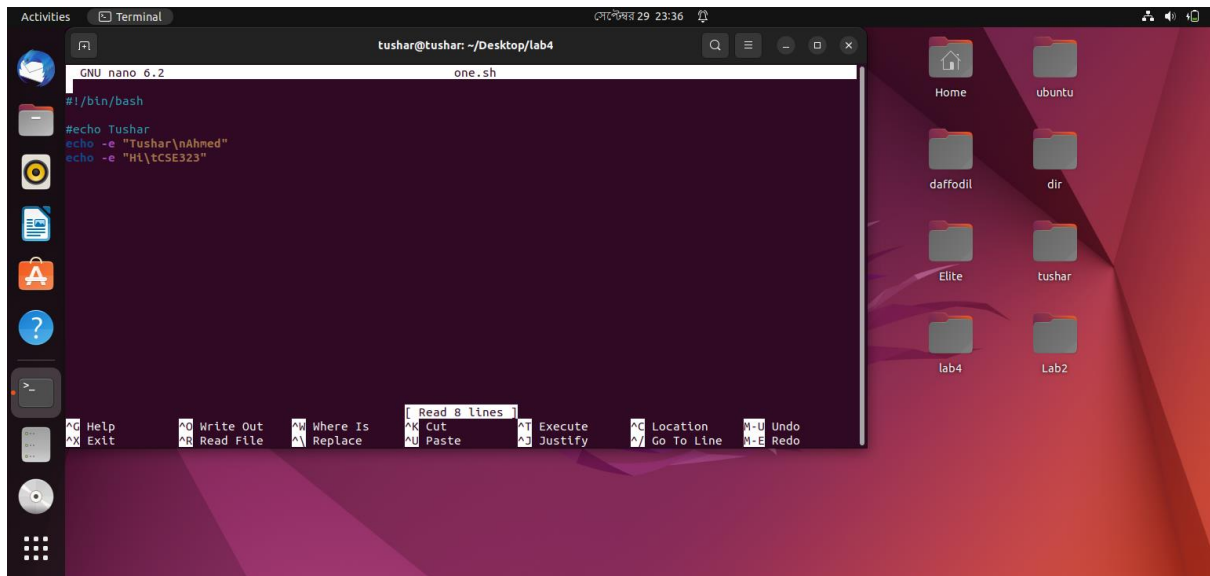 Activities Terminal সেপ্টেম্বর 29 23:36
tushar@tushar: ~/Desktop/lab4
GNU nano 6.2 one.sh
#!/bin/bash
#echo Tushar
echo -e "Tushar\nAhmed"
echo -e "Hi\tCSE323"
[ Read 8 lines ]
^G Help ^O Write Out ^W Where Is ^K Cut ^T Execute ^C Location M-U Undo
^X Exit ^R Read File ^\ Replace ^U Paste ^J Justify ^/ Go To Line M-E Redo
Home ubuntu
daffodil dir
Elite tushar
lab4 Lab2